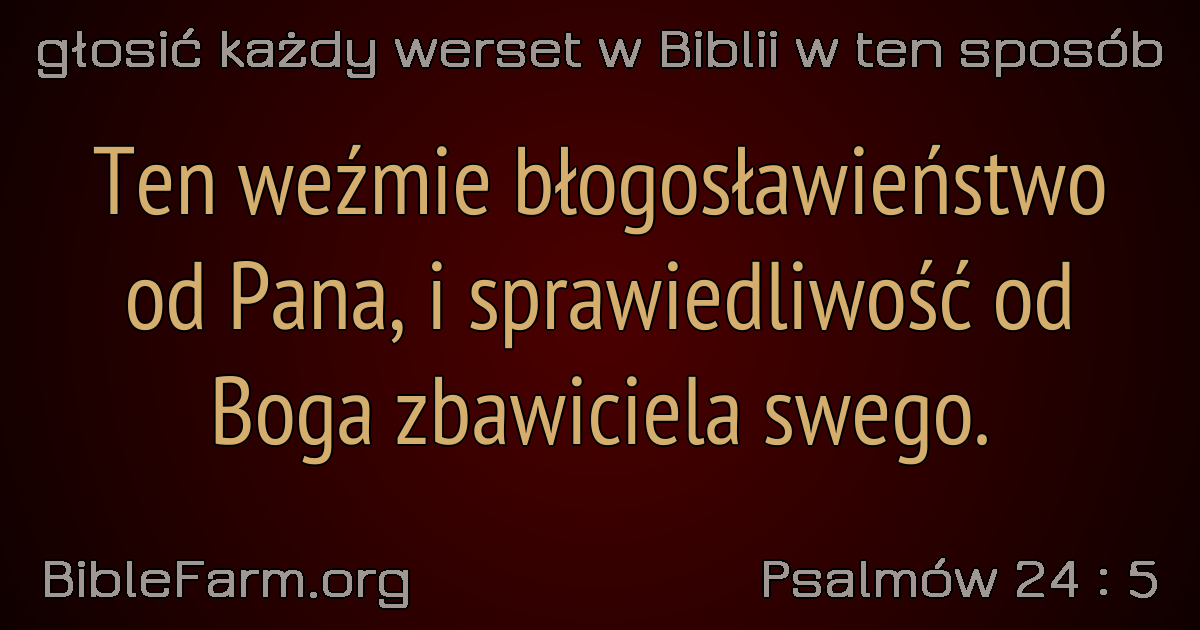 głosić każdy werset w Biblii w ten sposób
Ten weźmie błogosławieństwo
od Pana, i sprawiedliwość od
Boga zbawiciela swego.
BibleFarm.org
Psalmów 24 : 5